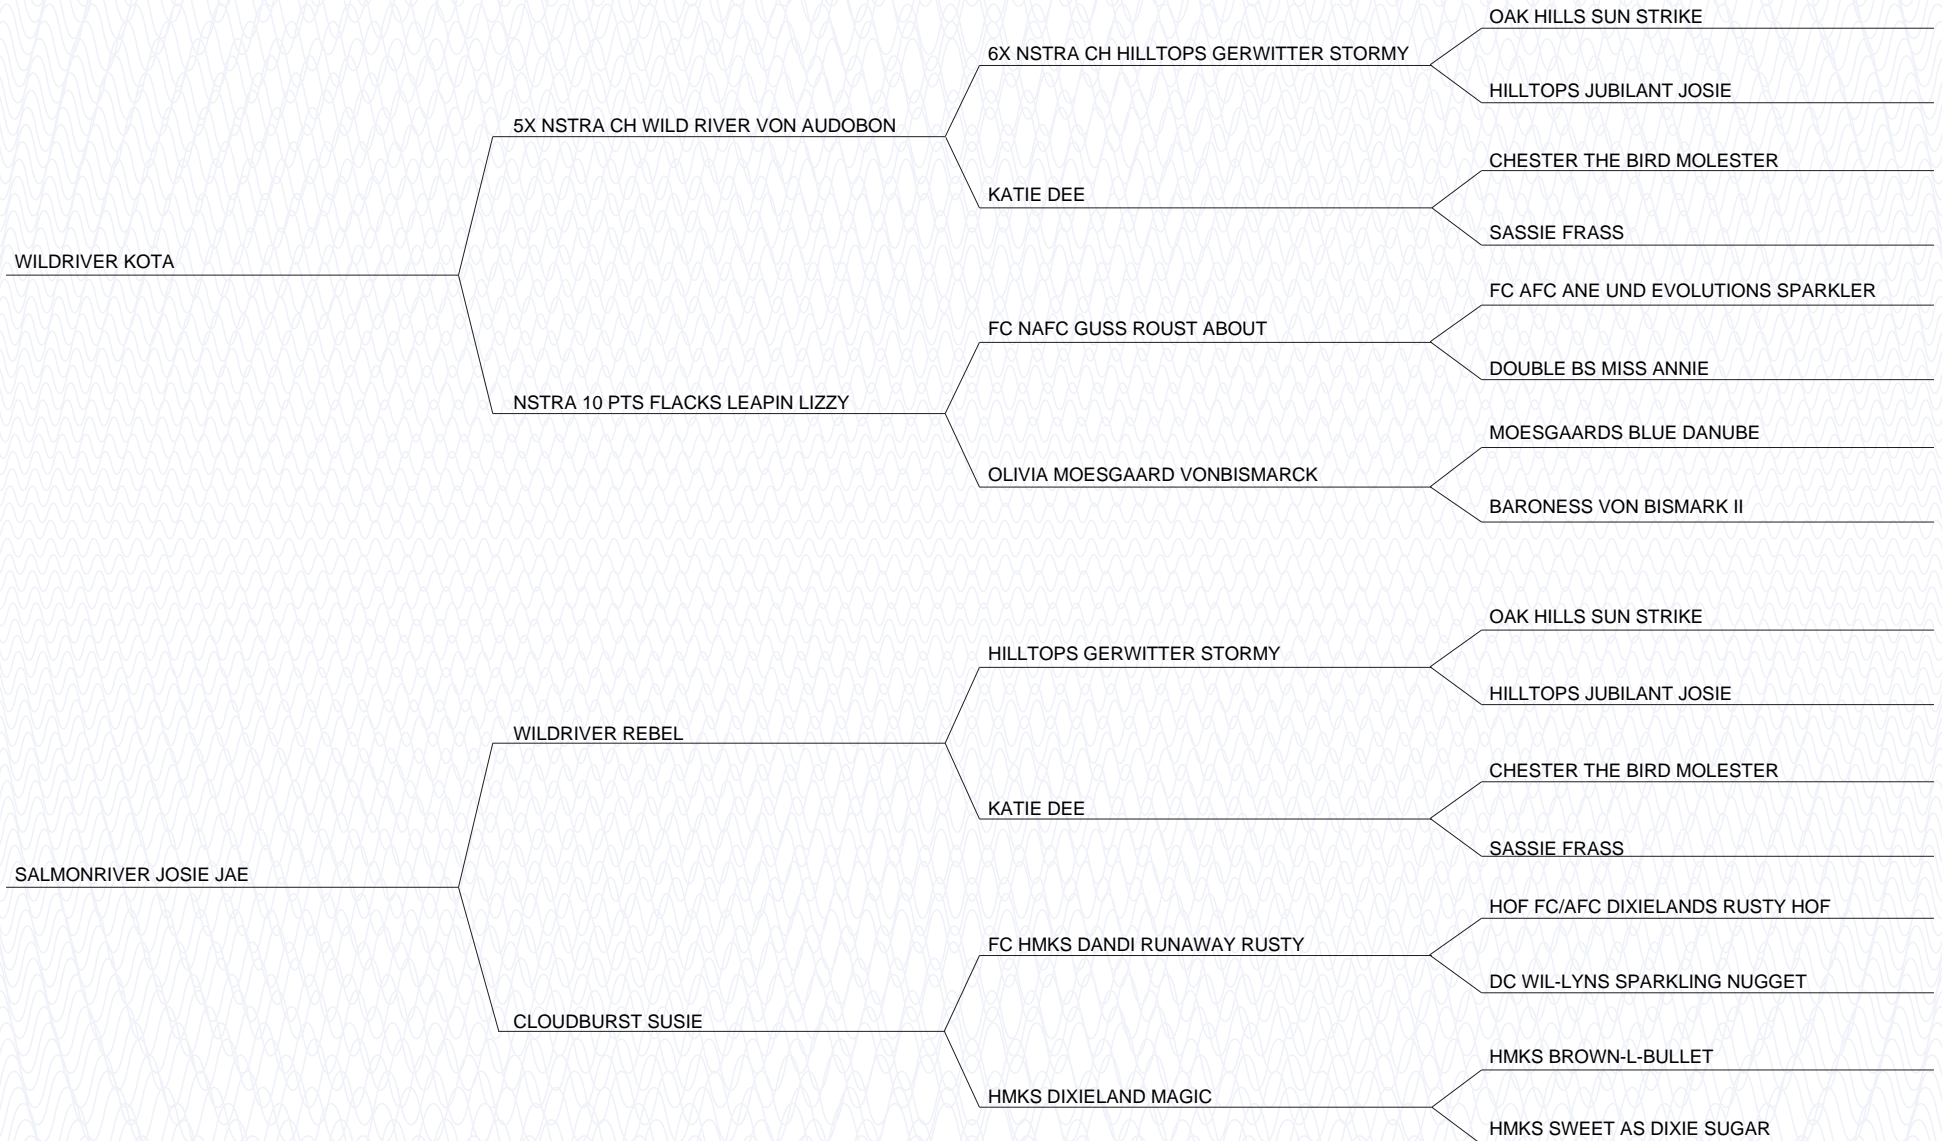 OAK HILLS SUN STRIKE
6X NSTRA CH HILLTOPS GERWITTER STORMY
HILLTOPS JUBILANT JOSIE
5X NSTRA CH WILD RIVER VON AUDOBON
CHESTER THE BIRD MOLESTER
KATIE DEE
SASSIE FRASS
WILDRIVER KOTA
FC AFC ANE UND EVOLUTIONS SPARKLER
FC NAFC GUSS ROUST ABOUT
DOUBLE BS MISS ANNIE
NSTRA 10 PTS FLACKS LEAPIN LIZZY
MOESGAARDS BLUE DANUBE
OLIVIA MOESGAARD VONBISMARCK
BARONESS VON BISMARK II
OAK HILLS SUN STRIKE
HILLTOPS GERWITTER STORMY
HILLTOPS JUBILANT JOSIE
WILDRIVER REBEL
CHESTER THE BIRD MOLESTER
KATIE DEE
SASSIE FRASS
SALMONRIVER JOSIE JAE
HOF FC/AFC DIXIELANDS RUSTY HOF
FC HMKS DANDI RUNAWAY RUSTY
DC WIL-LYNS SPARKLING NUGGET
CLOUDBURST SUSIE
HMKS BROWN-L-BULLET
HMKS DIXIELAND MAGIC
HMKS SWEET AS DIXIE SUGAR